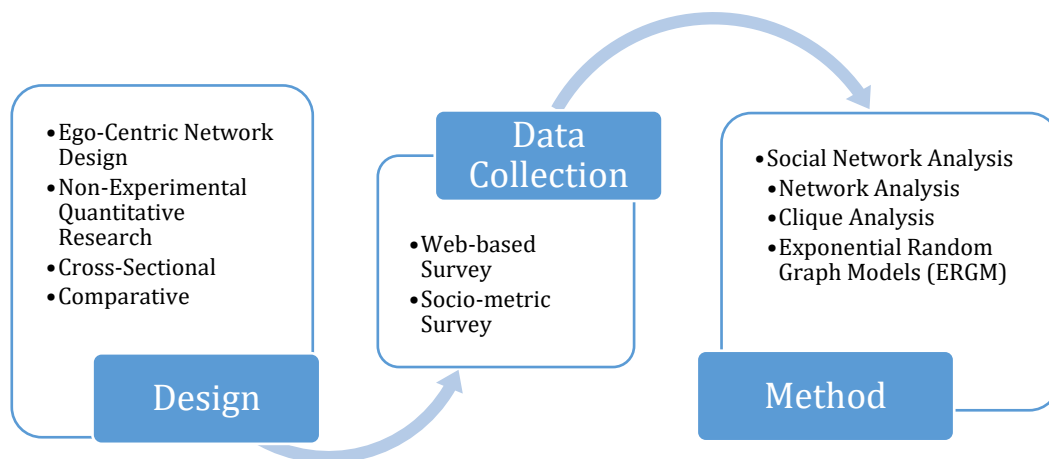 •Ego-Centric Network
Design
•Non-Experimental
Quantitative
Research
•Cross-Sectional
•Comparative
Design
Data
Collection
•Web-based
Survey
•Socio-metric
Survey
•Social Network Analysis
•Network Analysis
•Clique Analysis
•Exponential Random
Graph Models (ERGM)
Method